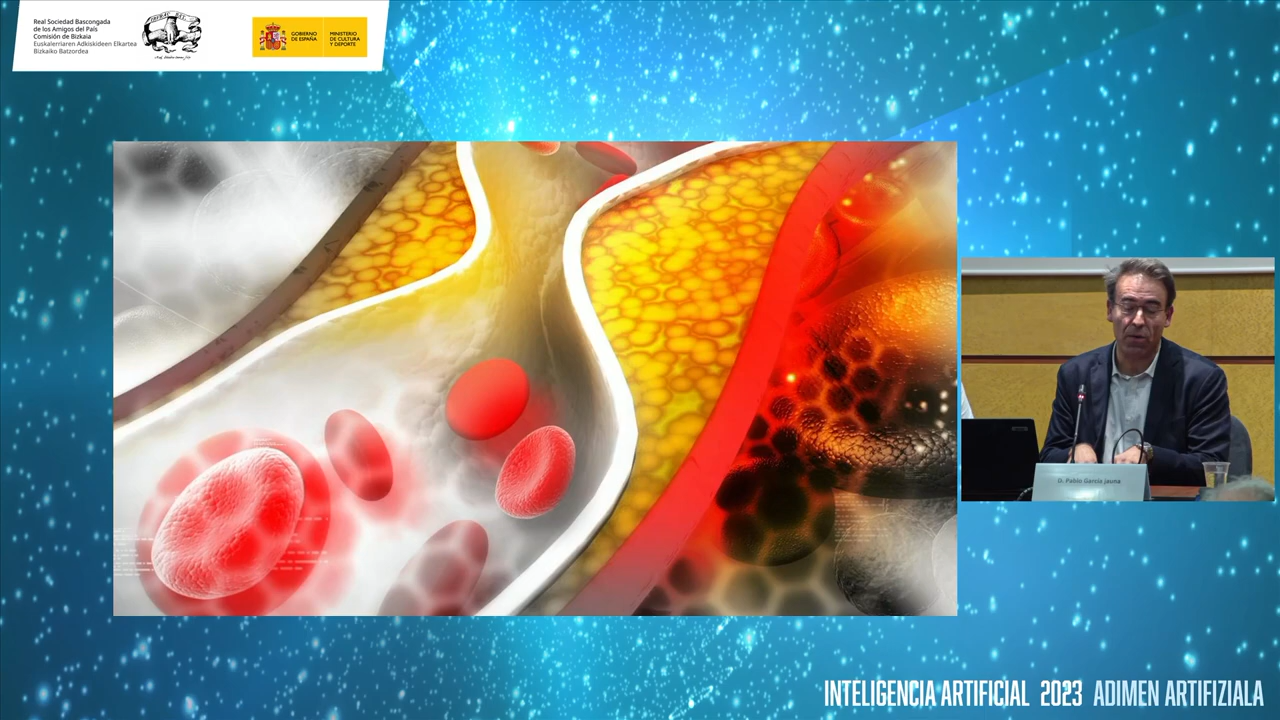 Real Sociedad Bascongada
de los Amigos del País
Comisión de Bizkaia
Euskalerriaren Adkiskideen Elkartea
Bizkaiko Batzordea
GOBIERNO
DE ESPAÑA
MINISTERIO
DE CULTURA
Y DEPORTE
D. Pablo García jauna
INTELIGENCIA ARTIFICIAL 2023 ADIMEN ARTIFIZIALA